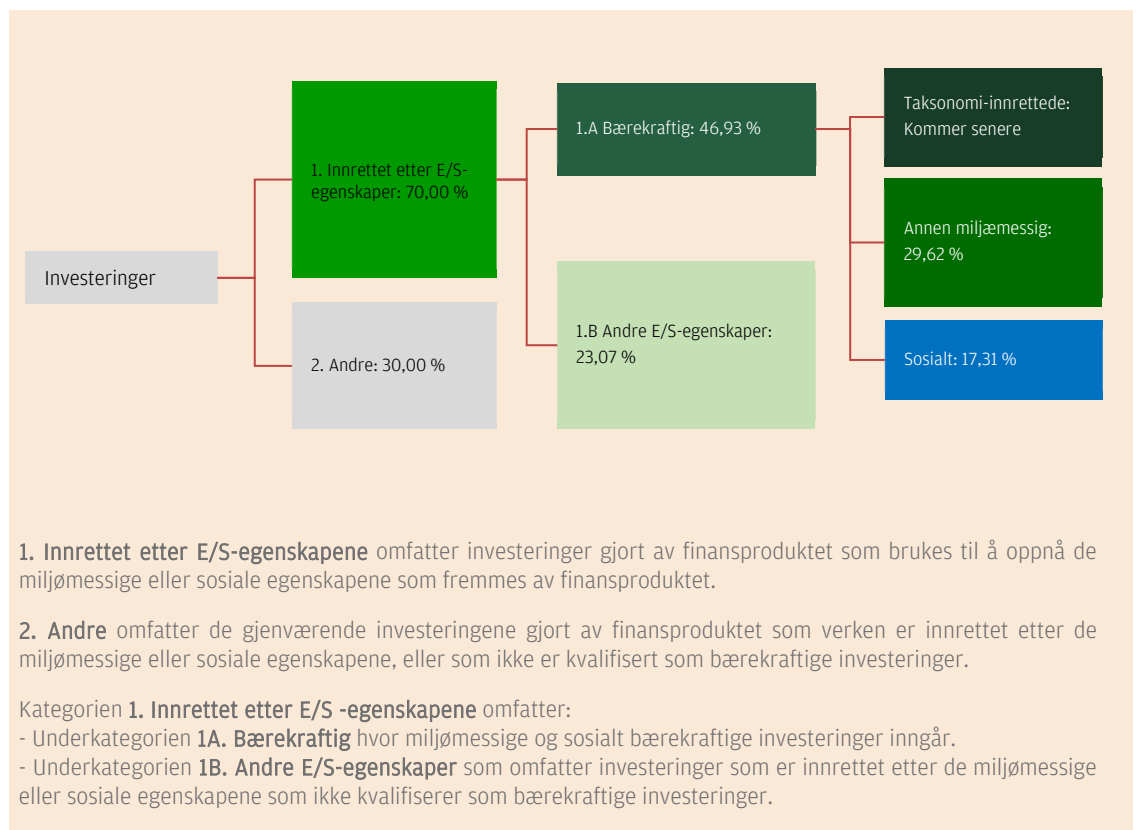 Investeringer
1. Innrettet etter E/S-
egenskaper: 70,00 %
2. Andre: 30,00 %
1.A Bærekraftig: 46,93 %
1.B Andre E/S-egenskaper:
23,07 %
Taksonomi-innrettede:
Kommer senere
Annen miljæmessig:
29,62 %
Sosialt: 17,31 %
1. Innrettet etter E/S-egenskapene omfatter investeringer gjort av finansproduktet som brukes til å oppnå de
miljømessige eller sosiale egenskapene som fremmes av finansproduktet.
2. Andre omfatter de gjenværende investeringene gjort av finansproduktet som verken er innrettet etter de
miljømessige eller sosiale egenskapene, eller som ikke er kvalifisert som bærekraftige investeringer.
Kategorien 1. Innrettet etter E/S -egenskapene omfatter:
- Underkategorien 1A. Bærekraftig hvor miljømessige og sosialt bærekraftige investeringer inngår.
- Underkategorien 1B. Andre E/S-egenskaper som omfatter investeringer som er innrettet etter de miljømessige
eller sosiale egenskapene som ikke kvalifiserer som bærekraftige investeringer.